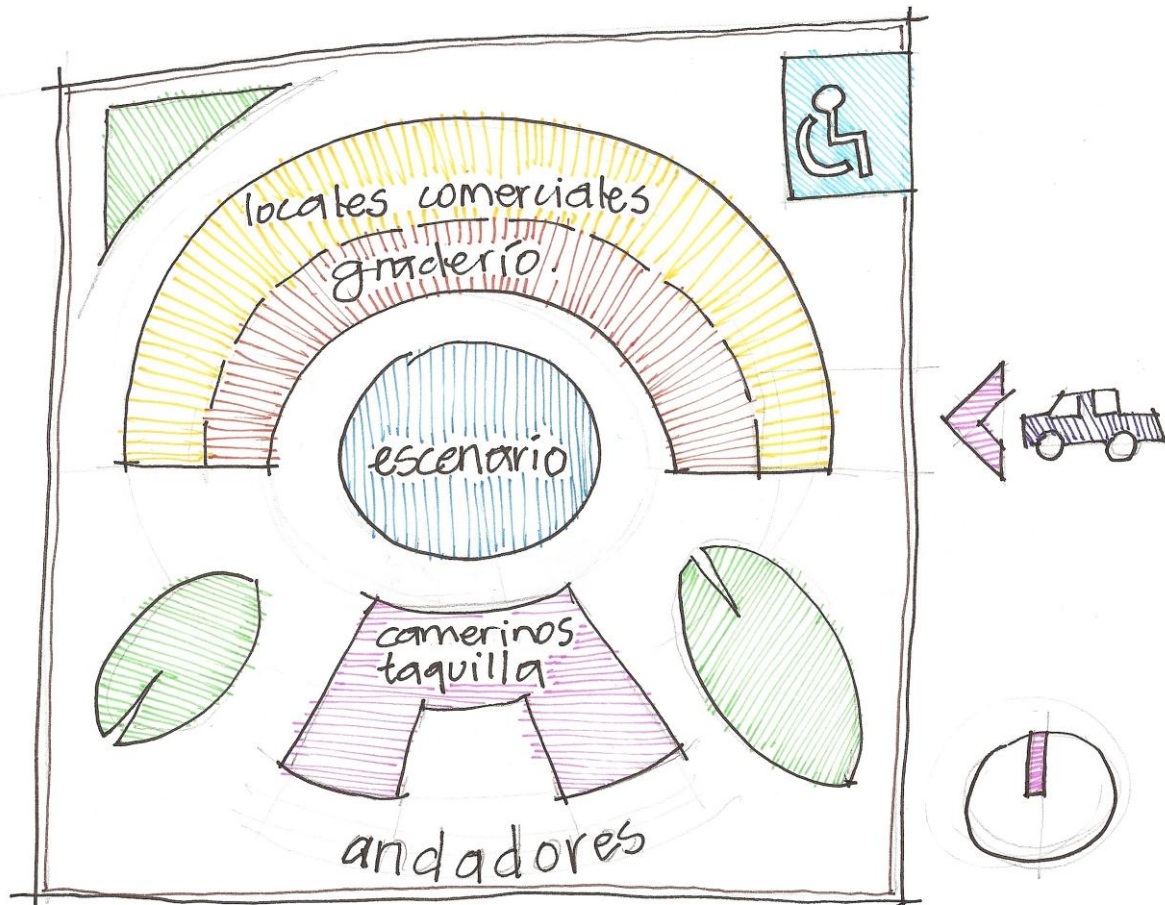 locales comerciales
graderío.
escenario
camerinos
taquilla
andadores